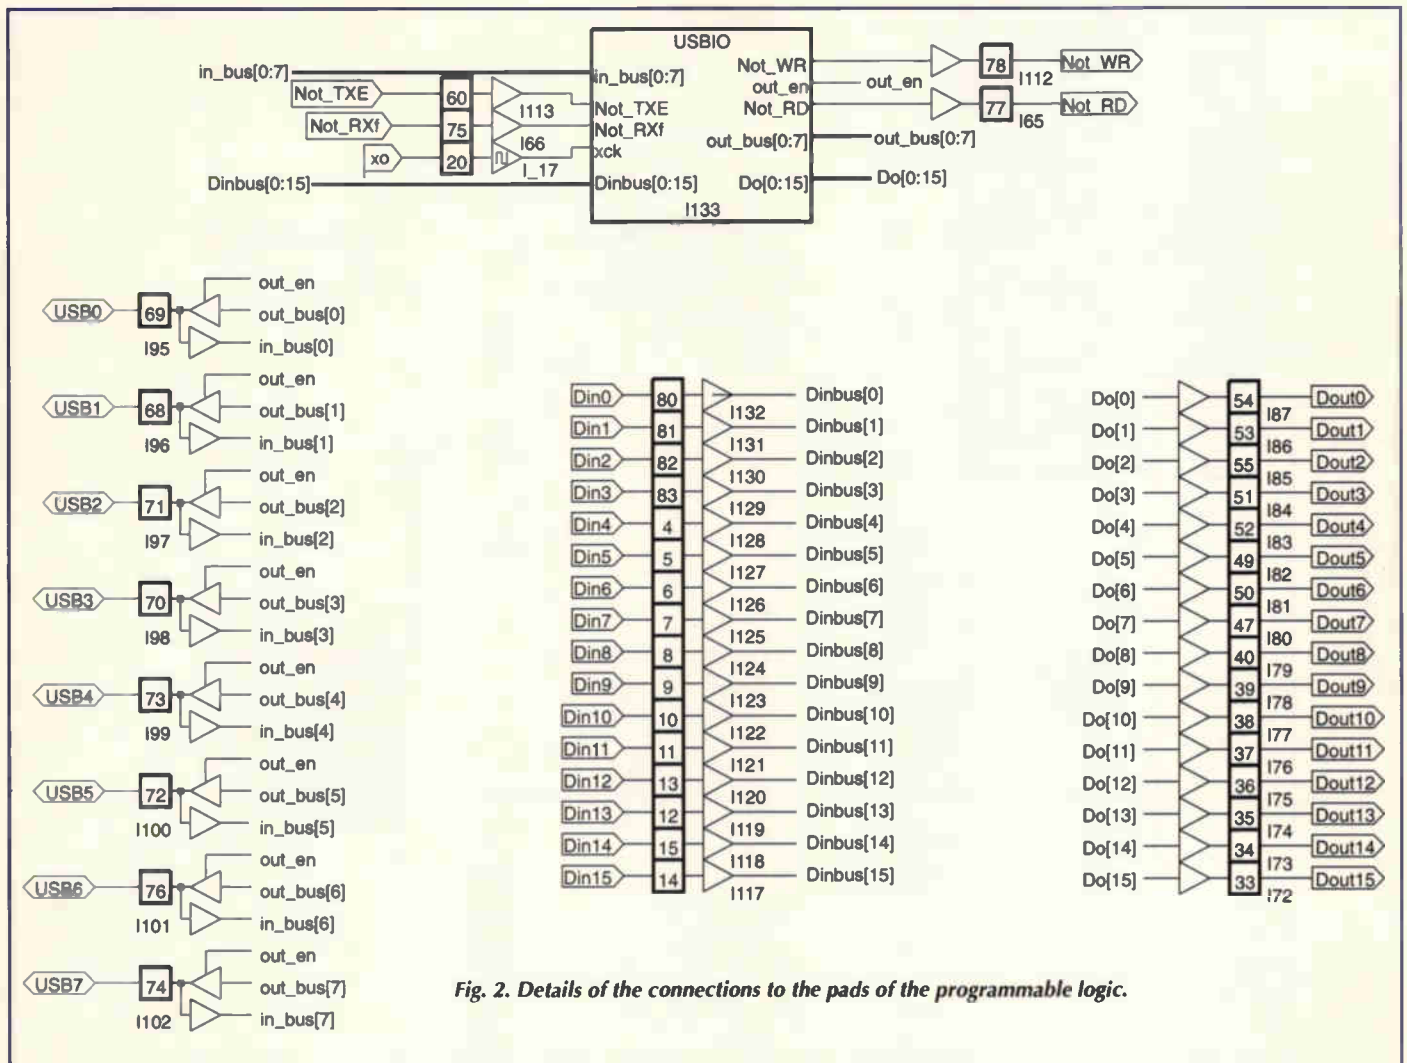 USBIO
in_bus[0:7] in_bus[0:7] Not_WR 78 Not_WR
I112
out_en out_en
Not_TXE 60 Not_TXE
I113
Not_RD 77 Not_RD
I65
Not_RXf 75 Not_RXf
I66
out_bus[0:7] out_bus[0:7]
xo 20 xck
I_17
Dinbus[0:15] Dinbus[0:15] Do[0:15] Do[0:15]
I133
out_en
USB0 69 out_bus[0]
I95 in_bus[0]
out_en
USB1 68 out_bus[1]
I96 in_bus[1]
out_en
USB2 71 out_bus[2]
I97 in_bus[2]
out_en
USB3 70 out_bus[3]
I98 in_bus[3]
out_en
USB4 73 out_bus[4]
I99 in_bus[4]
out_en
USB5 72 out_bus[5]
I100 in_bus[5]
out_en
USB6 76 out_bus[6]
I101 in_bus[6]
out_en
USB7 74 out_bus[7]
I102 in_bus[7]
Din0 80 Dinbus[0]
I132
Din1 81 Dinbus[1]
I131
Din2 82 Dinbus[2]
I130
Din3 83 Dinbus[3]
I129
Din4 4 Dinbus[4]
I128
Din5 5 Dinbus[5]
I127
Din6 6 Dinbus[6]
I126
Din7 7 Dinbus[7]
I125
Din8 8 Dinbus[8]
I124
Din9 9 Dinbus[9]
I123
Din10 10 Dinbus[10]
I122
Din11 11 Dinbus[11]
I121
Din12 13 Dinbus[12]
I120
Din13 12 Dinbus[13]
I119
Din14 15 Dinbus[14]
I118
Din15 14 Dinbus[15]
I117
Do[0] 54 Dout0
I87
Do[1] 53 Dout1
I86
Do[2] 55 Dout2
I85
Do[3] 51 Dout3
I84
Do[4] 52 Dout4
I83
Do[5] 49 Dout5
I82
Do[6] 50 Dout6
I81
Do[7] 47 Dout7
I80
Do[8] 40 Dout8
I79
Do[9] 39 Dout9
I78
Do[10] 38 Dout10
I77
Do[11] 37 Dout11
I76
Do[12] 36 Dout12
I75
Do[13] 35 Dout13
I74
Do[14] 34 Dout14
I73
Do[15] 33 Dout15
I72
Fig. 2. Details of the connections to the pads of the programmable logic.